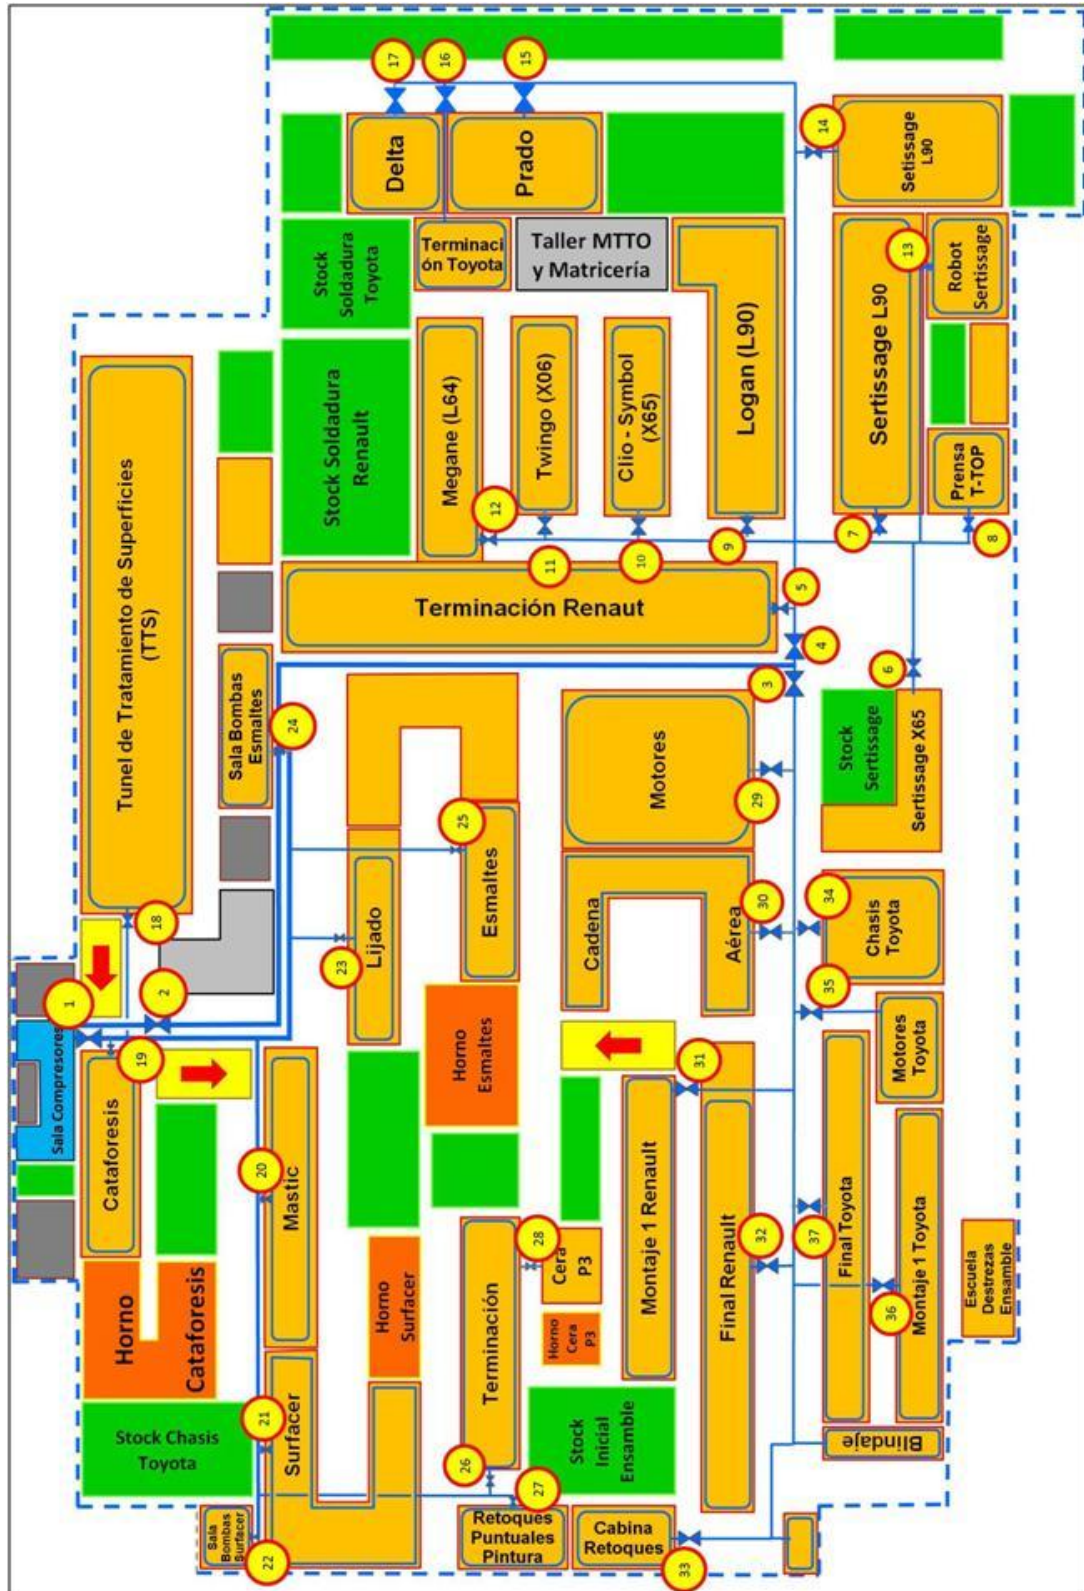 17
16
15
14
Delta
Prado
Setissage
L90
Terminaci
ón Toyota
Taller MTTO
y Matricería
Stock
Soldadura
Toyota
13
Robot
Sertissage
Sertissage L90
Logan (L90)
Tunel de Tratamiento de Superficies
(TTS)
Stock Soldadura
Renault
Megane (L64)
Twingo (X06)
Clio - Symbol
(X65)
Prensa
T-TOP
12
11
10
9
7
8
Terminación Renaut
5
4
3
6
Sala Bombas
Esmaltes
24
Motores
29
Stock
Sertissage
Sertissage X65
25
Lijado
23
Esmaltes
Cadena
Aérea
30
34
Chasis
Toyota
35
18
1
2
Sala Compresores
19
Cataforesis
Horno
Esmaltes
31
Motores
Toyota
20
Mastic
Montaje 1 Renault
Final Renault
32
37
Final Toyota
Montaje 1 Toyota
36
28
Cera
P3
Horno
Cera
P3
Escuela
Destrezas
Ensamble
Horno
Cataforesis
Horno
Surfacer
Terminación
26
27
Stock Chasis
Toyota
21
Surfacer
Stock
Inicial
Ensamble
Blindaje
Sala
Bombas
Surfacer
22
Retoques
Puntuales
Pintura
Cabina
Retoques
33